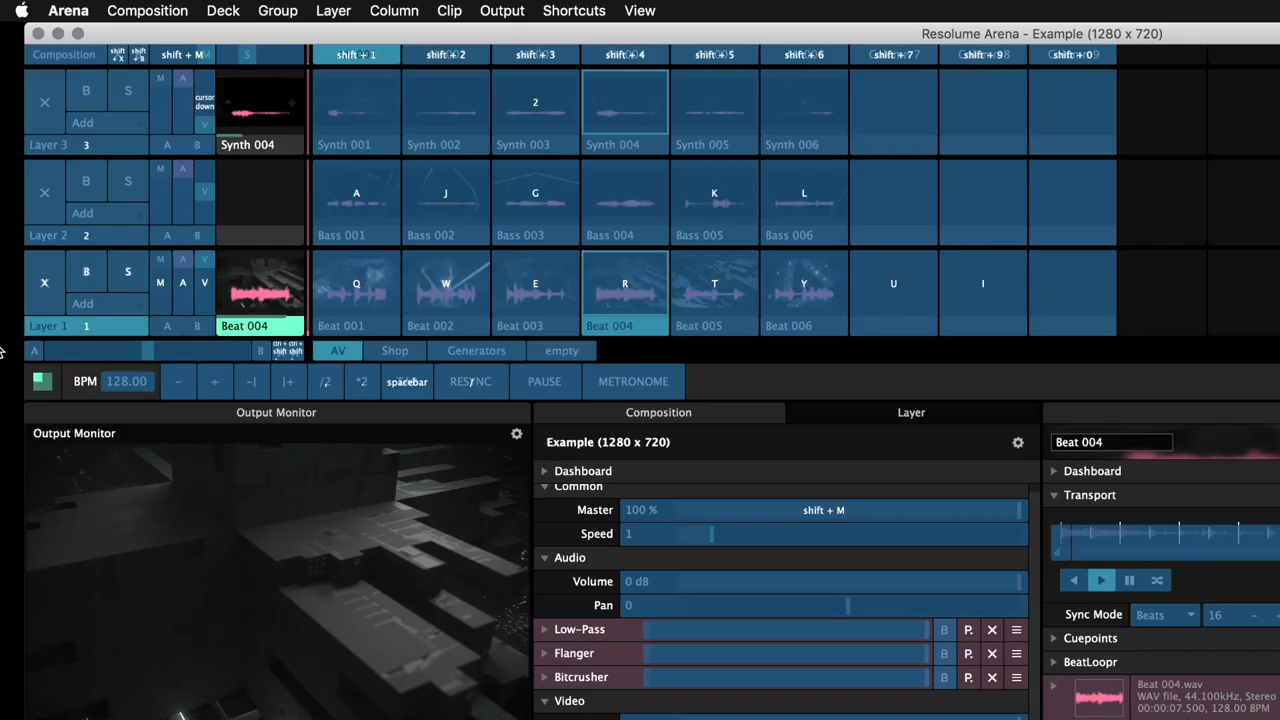 Arena Composition Deck Group Layer Column Clip Output Shortcuts View
Resolume Arena - Example (1280 x 720)
Composition shift + X shift + B shift + M S shift + 1 shift + 2 shift + 3 shift + 4 shift + 5 shift + 6 shift + 7 shift + 9 shift + 0
B S M A cursor down 2
Add V
Layer 3 3 A B Synth 004 Synth 001 Synth 002 Synth 003 Synth 004 Synth 005 Synth 006
B S M A V A J G K L
Add
Layer 2 2 A B Bass 001 Bass 002 Bass 003 Bass 004 Bass 005 Bass 006
M A V
X B S M A V Q W E R T Y U I
Add
Layer 1 1 A B Beat 004 Beat 001 Beat 002 Beat 003 Beat 004 Beat 005 Beat 006
A B ctrl + shift ctrl + shift AV Shop Generators empty
BPM 128.00 - + -| |+ /2 *2 spacebar RESYNC PAUSE METRONOME
Output Monitor Composition Layer
Output Monitor Example (1280 x 720) Beat 004
Dashboard Dashboard
Common Transport
Master 100 % shift + M
Speed 1
Audio
Volume 0 dB
Pan 0 Sync Mode Beats 16 -
Low-Pass B P. X Cuepoints
Flanger B P. X BeatLoopr
Bitcrusher B P. X Beat 004.wav
WAV file, 44.100kHz, Stereo
Video 00:00:07.500, 128.00 BPM